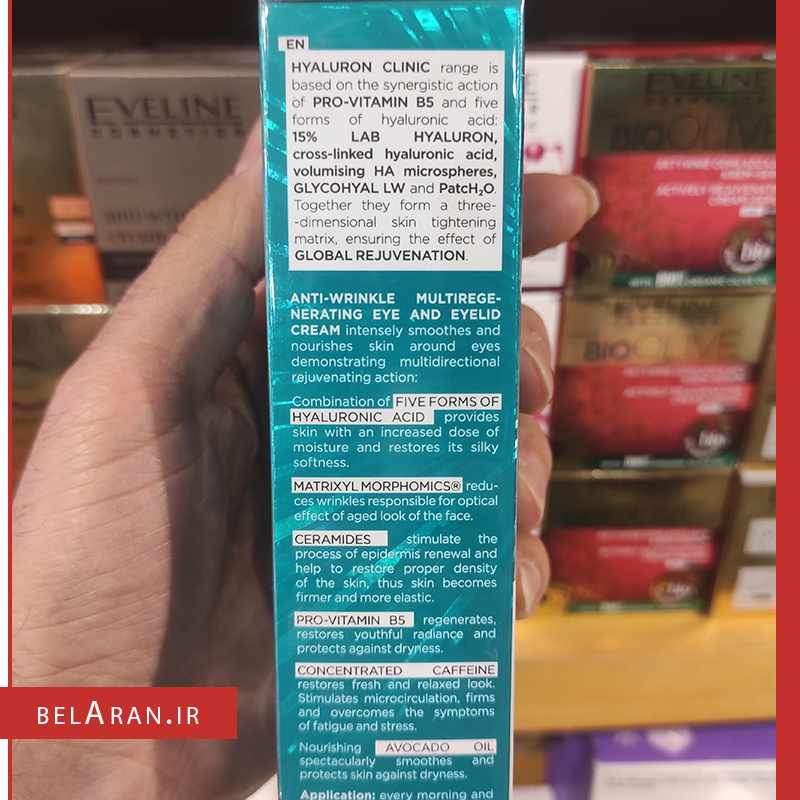 EN
HYALURON CLINIC range is
based on the synergistic action
of PRO-VITAMIN B5 and five
forms of hyaluronic acid:
15% LAB HYALURON,
cross-linked hyaluronic acid,
volumising HA microspheres,
GLYCOHYAL LW and PatcH₂O.
Together they form a three-
-dimensional skin tightening
matrix, ensuring the effect of
GLOBAL REJUVENATION.
ANTI-WRINKLE MULTIREGE-
NERATING EYE AND EYELID
CREAM intensely smoothes and
nourishes skin around eyes
demonstrating multidirectional
rejuvenating action:
Combination of FIVE FORMS OF
HYALURONIC ACID provides
skin with an increased dose of
moisture and restores its silky
softness.
MATRIXYL MORPHOMICS® redu-
ces wrinkles responsible for optical
effect of aged look of the face.
CERAMIDES stimulate the
process of epidermis renewal and
help to restore proper density
of the skin, thus skin becomes
firmer and more elastic.
PRO-VITAMIN B5 regenerates,
restores youthful radiance and
protects against dryness.
CONCENTRATED CAFFEINE
restores fresh and relaxed look.
Stimulates microcirculation, firms
and overcomes the symptoms
of fatigue and stress.
Nourishing AVOCADO OIL
spectacularly smoothes and
protects skin against dryness.
Application: every morning and
EVELINE
COSMETICS
EVELINE
BIO OLIVE
bio
EVELINE
BIO OLIVE
bio
BELARAN.IR